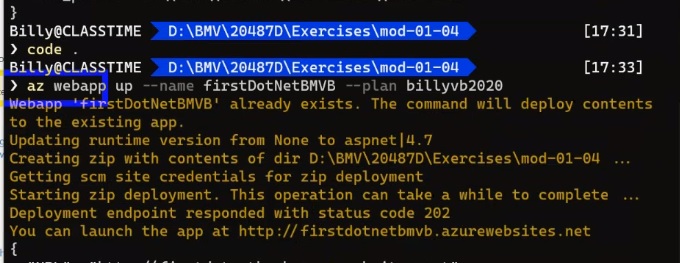 }
Billy@CLASSTIME D:\BMV\20487D\Exercises\mod-01-04 [17:31]
❯ code .
Billy@CLASSTIME D:\BMV\20487D\Exercises\mod-01-04 [17:33]
❯ az webapp up --name firstDotNetBMVB --plan billyvb2020
Webapp 'firstDotNetBMVB' already exists. The command will deploy contents
to the existing app.
Updating runtime version from None to aspnet|4.7
Creating zip with contents of dir D:\BMV\20487D\Exercises\mod-01-04 ...
Getting scm site credentials for zip deployment
Starting zip deployment. This operation can take a while to complete ...
Deployment endpoint responded with status code 202
You can launch the app at http://firstdotnetbmvb.azurewebsites.net
{